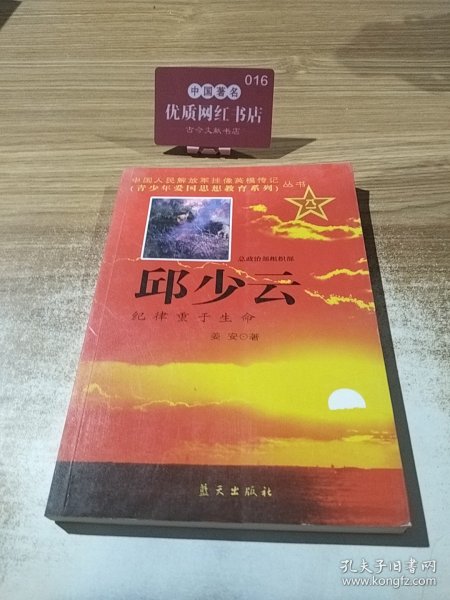 016
中国著名
优质网红书店
古今文献书店
中国人民解放军挂像英模传记
(青少年爱国思想教育系列)
丛书
八一
总政治部组织部
邱少云
纪律重于生命
姜安⊙著
蓝天出版社
孔夫子旧书网
www.kongfz.com